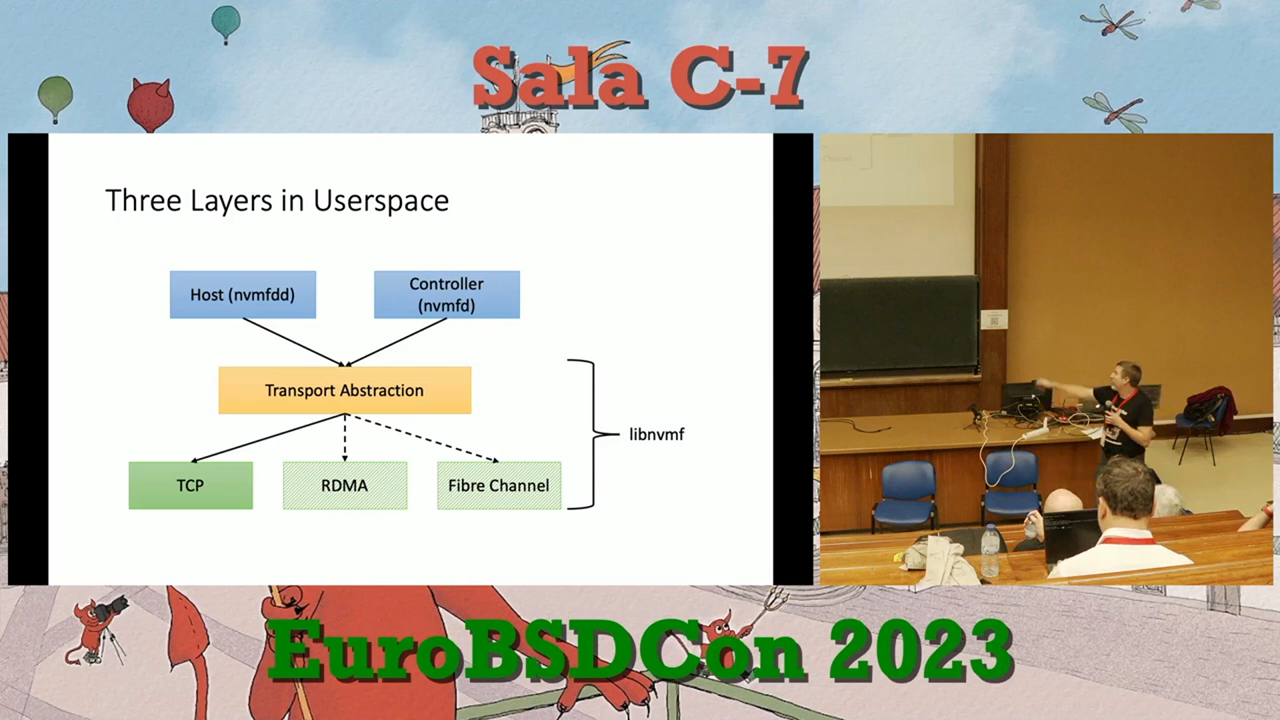 Sala C-7
Three Layers in Userspace
Host (nvmfdd)
Controller
(nvmfd)
Transport Abstraction
libnvmf
TCP
RDMA
Fibre Channel
EuroBSDCon 2023